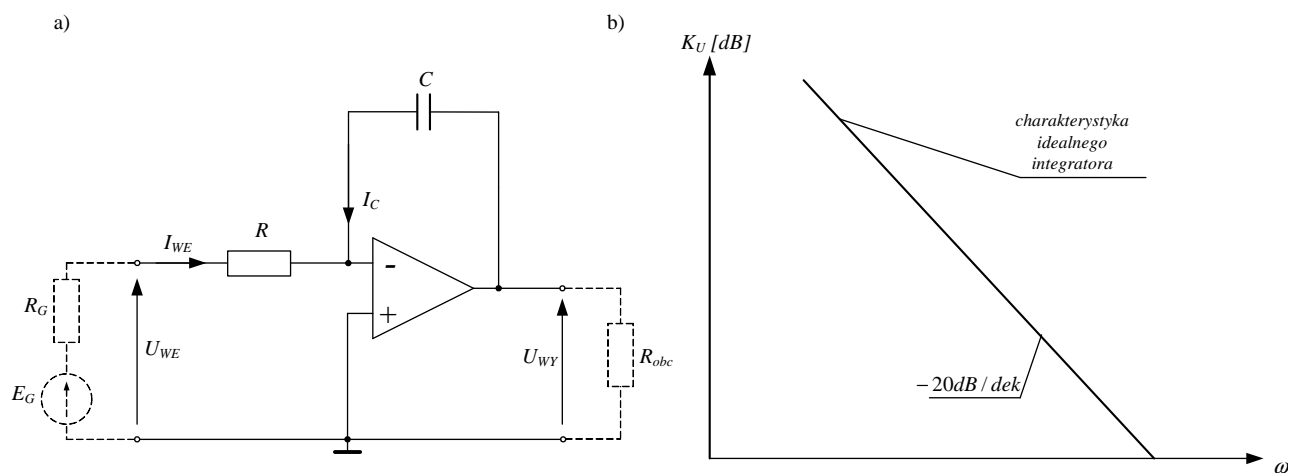 a)
b)
C
I_C
I_WE
R
-
+
R_G
E_G
U_WE
U_WY
R_obc
K_U [dB]
charakterystyka
idealnego
integratora
−20dB / dek
ω